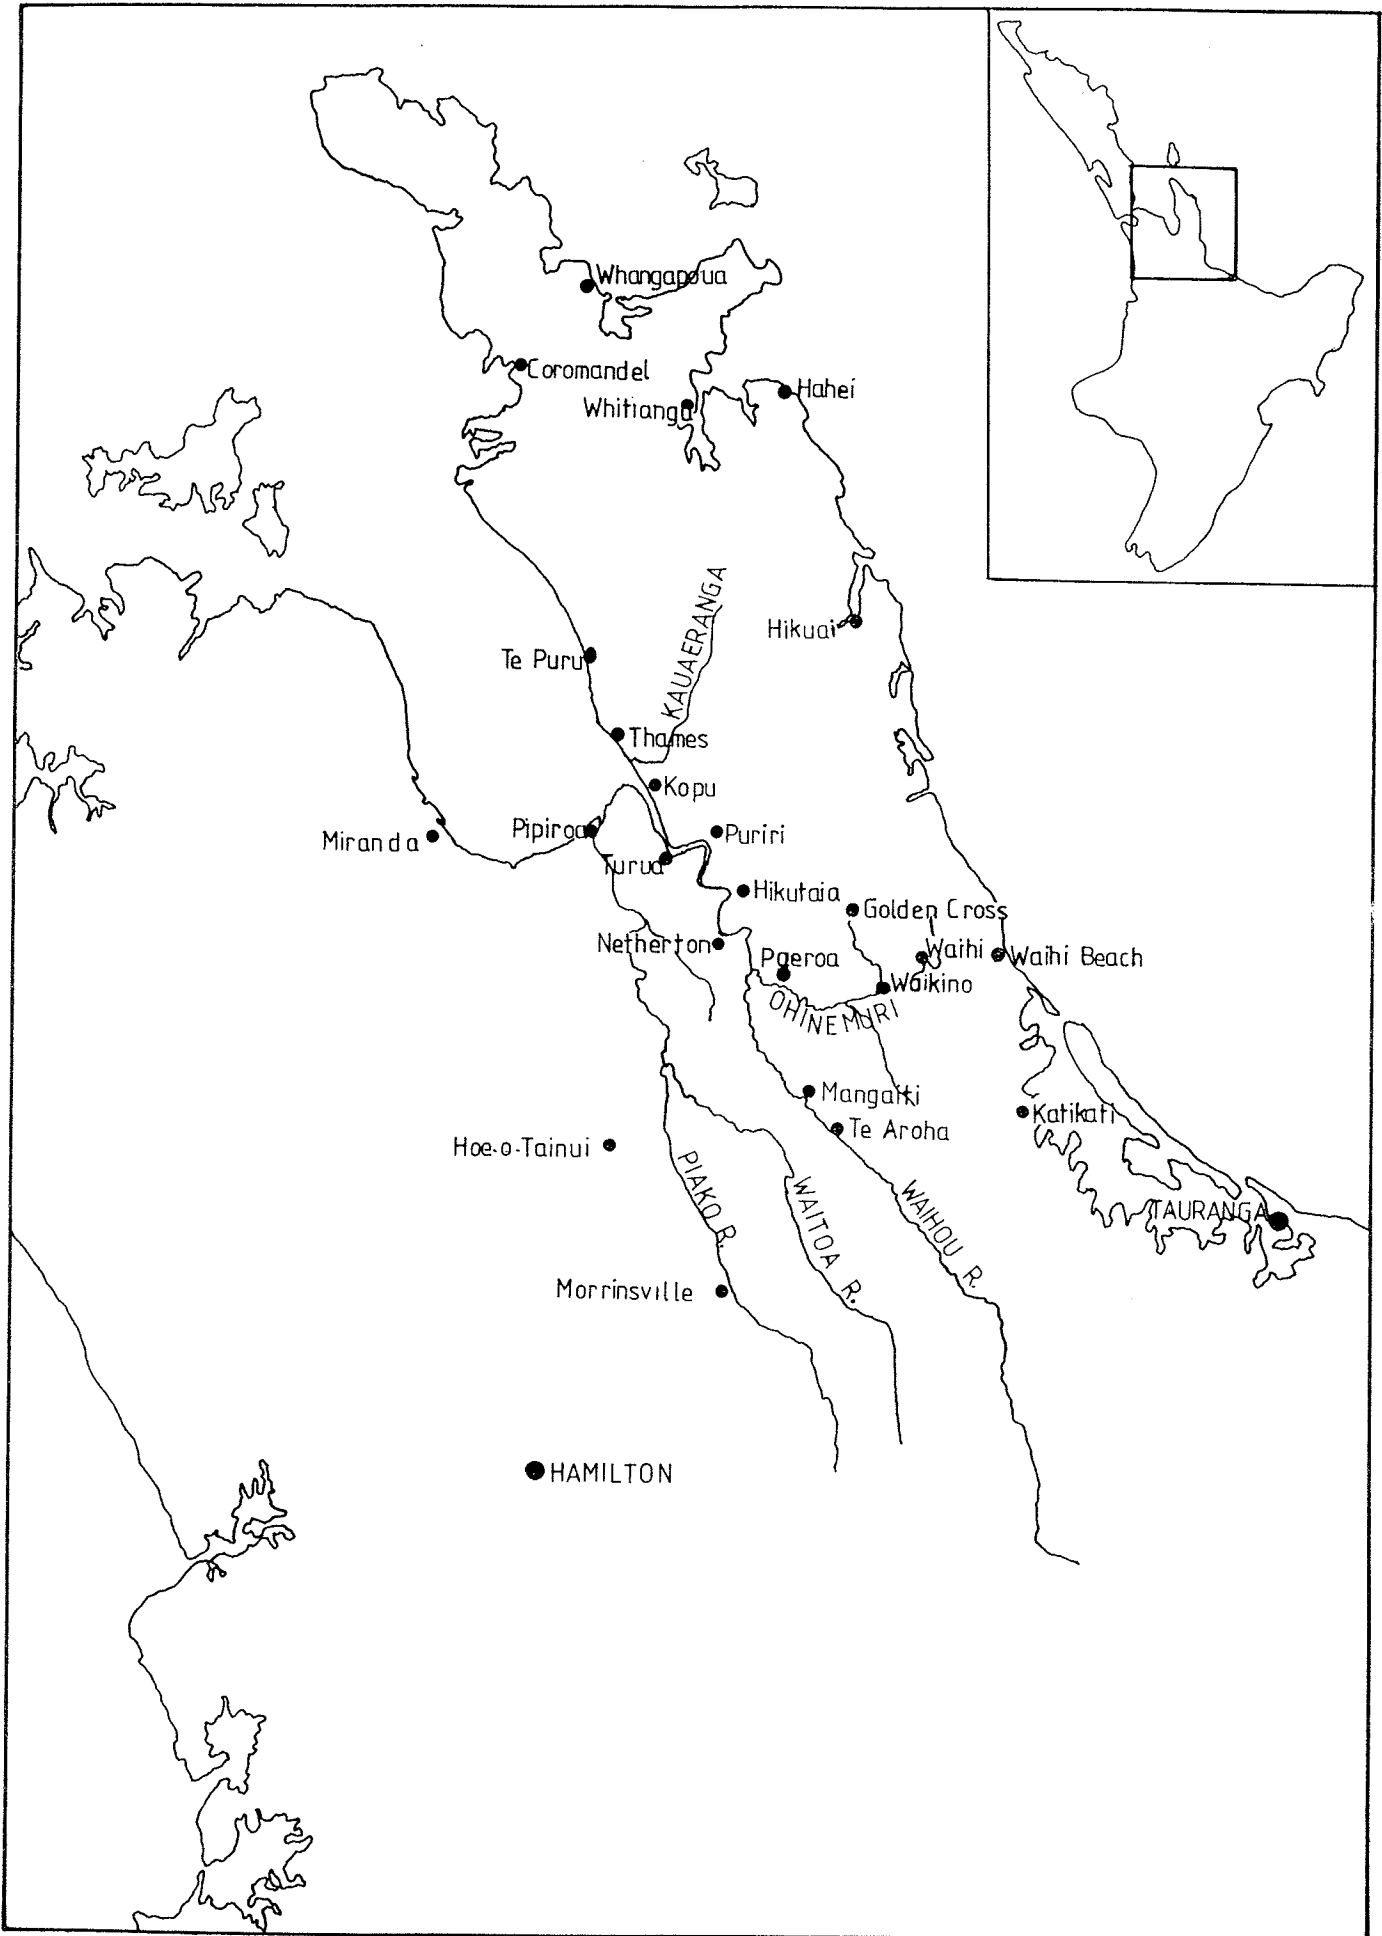 Whangapoua
Coromandel
Hahei
Whitianga
KAUAERANGA
Hikuai
Te Puru
Thames
Kopu
Pipiroa
Puriri
Miranda
Turua
Hikutaia
Golden Cross
Netherton
Paeroa
Waihi
Waihi Beach
Waikino
OHINEMURI
Mangaiti
Katikati
Te Aroha
Hoe-o-Tainui
PIAKO R.
WAITOA R.
WAIHOU R.
TAURANGA
Morrinsville
HAMILTON